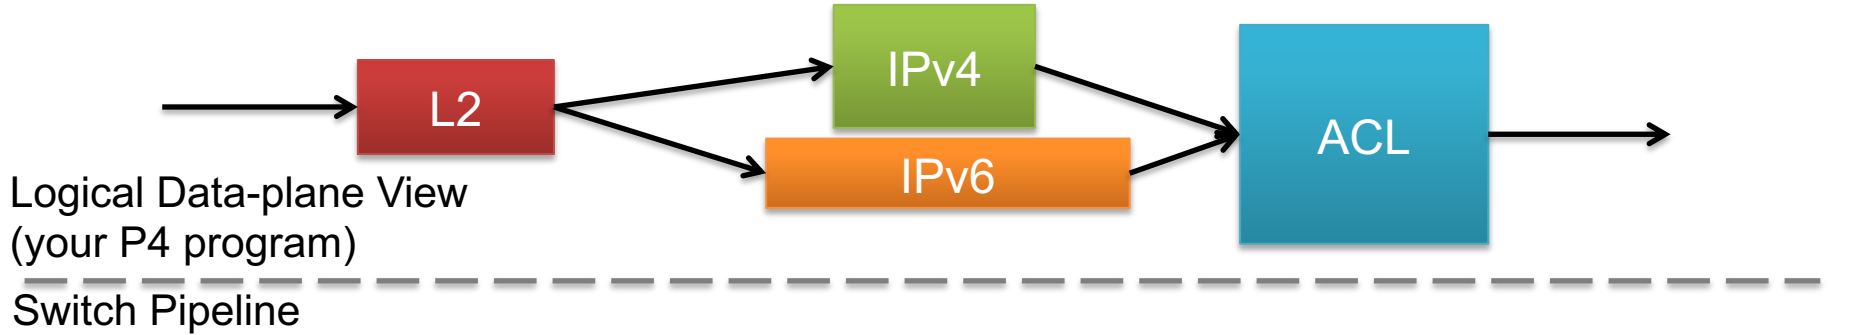 L2
IPv4
IPv6
ACL
Logical Data-plane View
(your P4 program)
Switch Pipeline